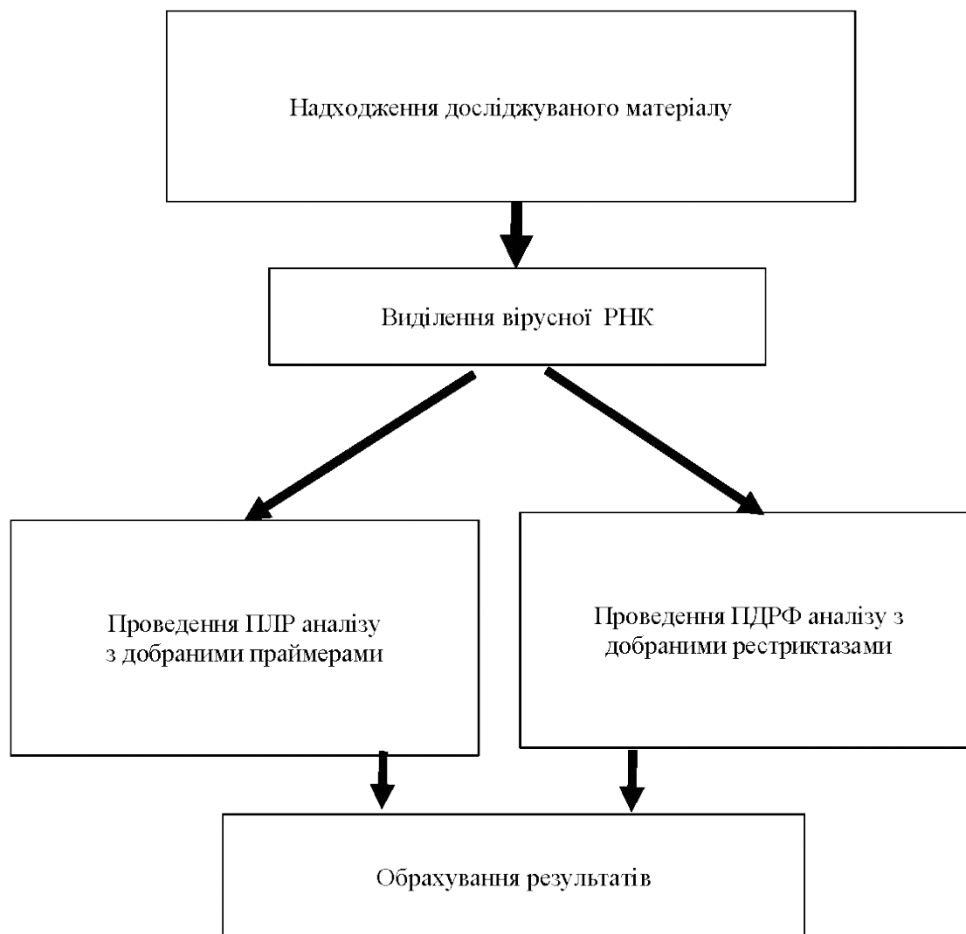 Надходження досліджуваного матеріалу
Виділення вірусної РНК
Проведення ПЛР аналізу
з добраними праймерами
Проведення ПДРФ аналізу з
добраними рестриктазами
Обрахування результатів